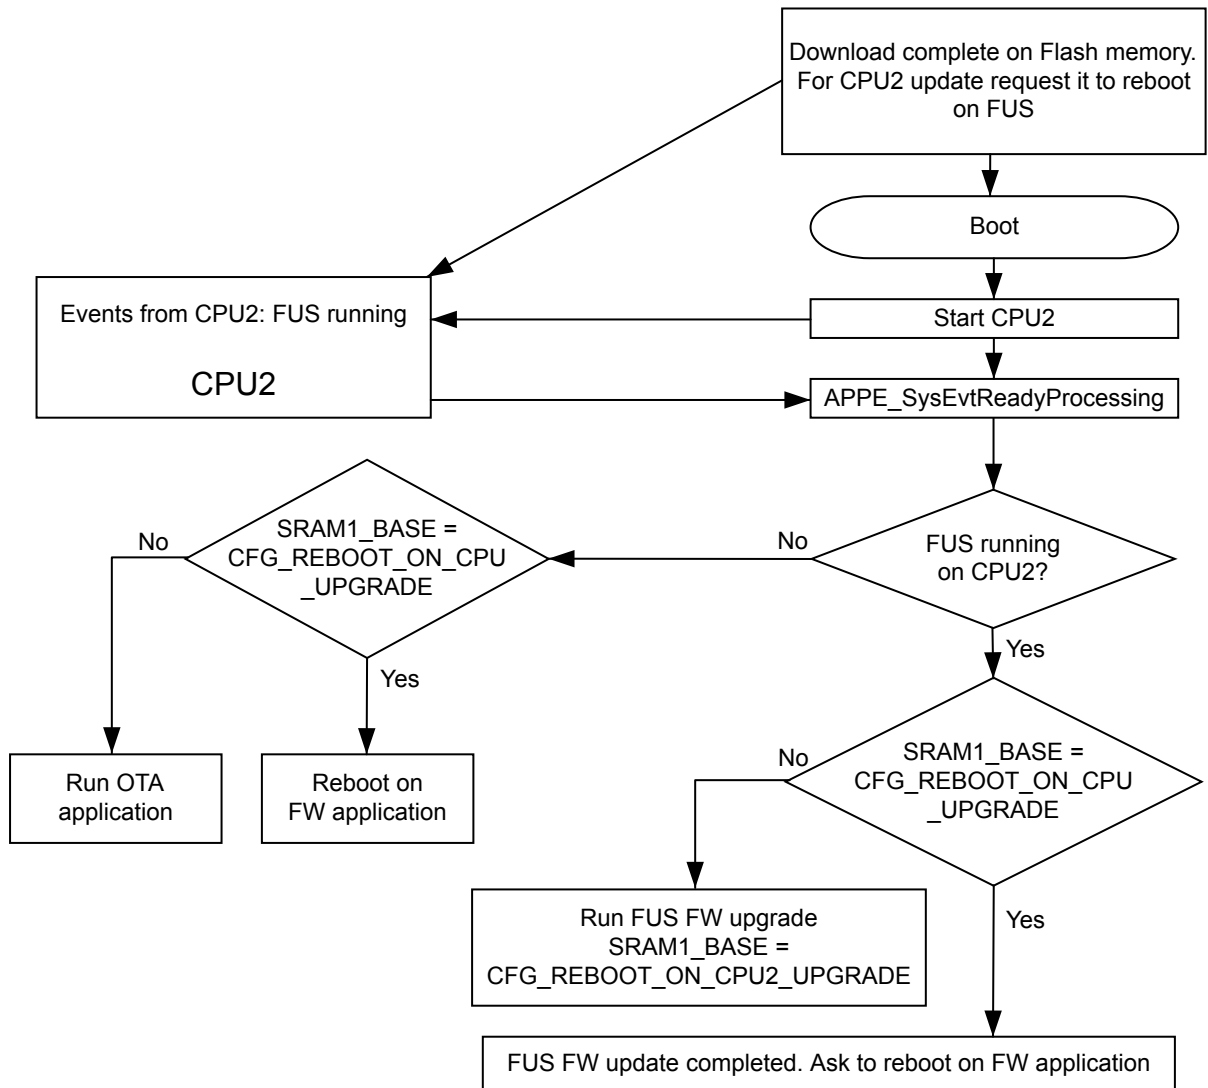 Download complete on Flash memory.
For CPU2 update request it to reboot
on FUS
Boot
Events from CPU2: FUS running
CPU2
Start CPU2
APPE_SysEvtReadyProcessing
FUS running
on CPU2?
No
Yes
SRAM1_BASE =
CFG_REBOOT_ON_CPU
_UPGRADE
No
Yes
Run OTA
application
Reboot on
FW application
SRAM1_BASE =
CFG_REBOOT_ON_CPU
_UPGRADE
No
Yes
Run FUS FW upgrade
SRAM1_BASE =
CFG_REBOOT_ON_CPU2_UPGRADE
FUS FW update completed. Ask to reboot on FW application